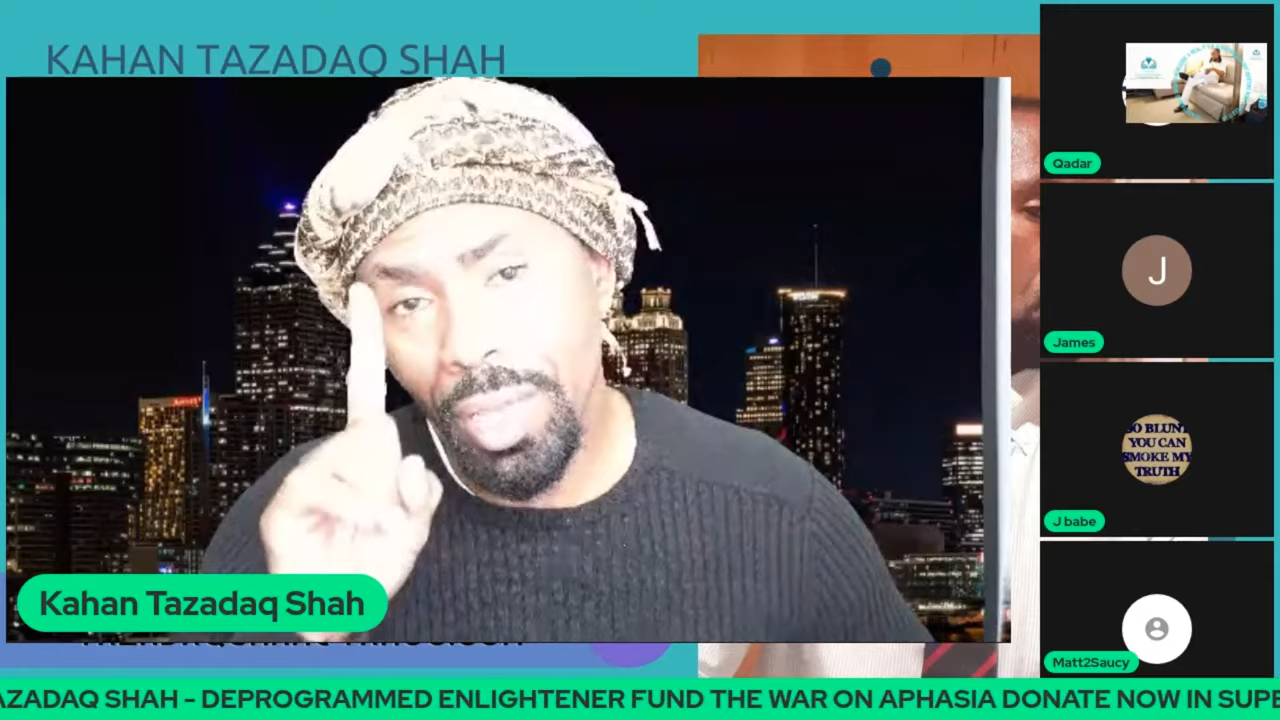 KAHAN TAZADAQ SHAH
Qadar
J
James
SO BLUNT
YOU CAN
SMOKE MY
TRUTH
J babe
Kahan Tazadaq Shah
Matt2Saucy
AZADAQ SHAH - DEPROGRAMMED ENLIGHTENER FUND THE WAR ON APHASIA DONATE NOW IN SUPE